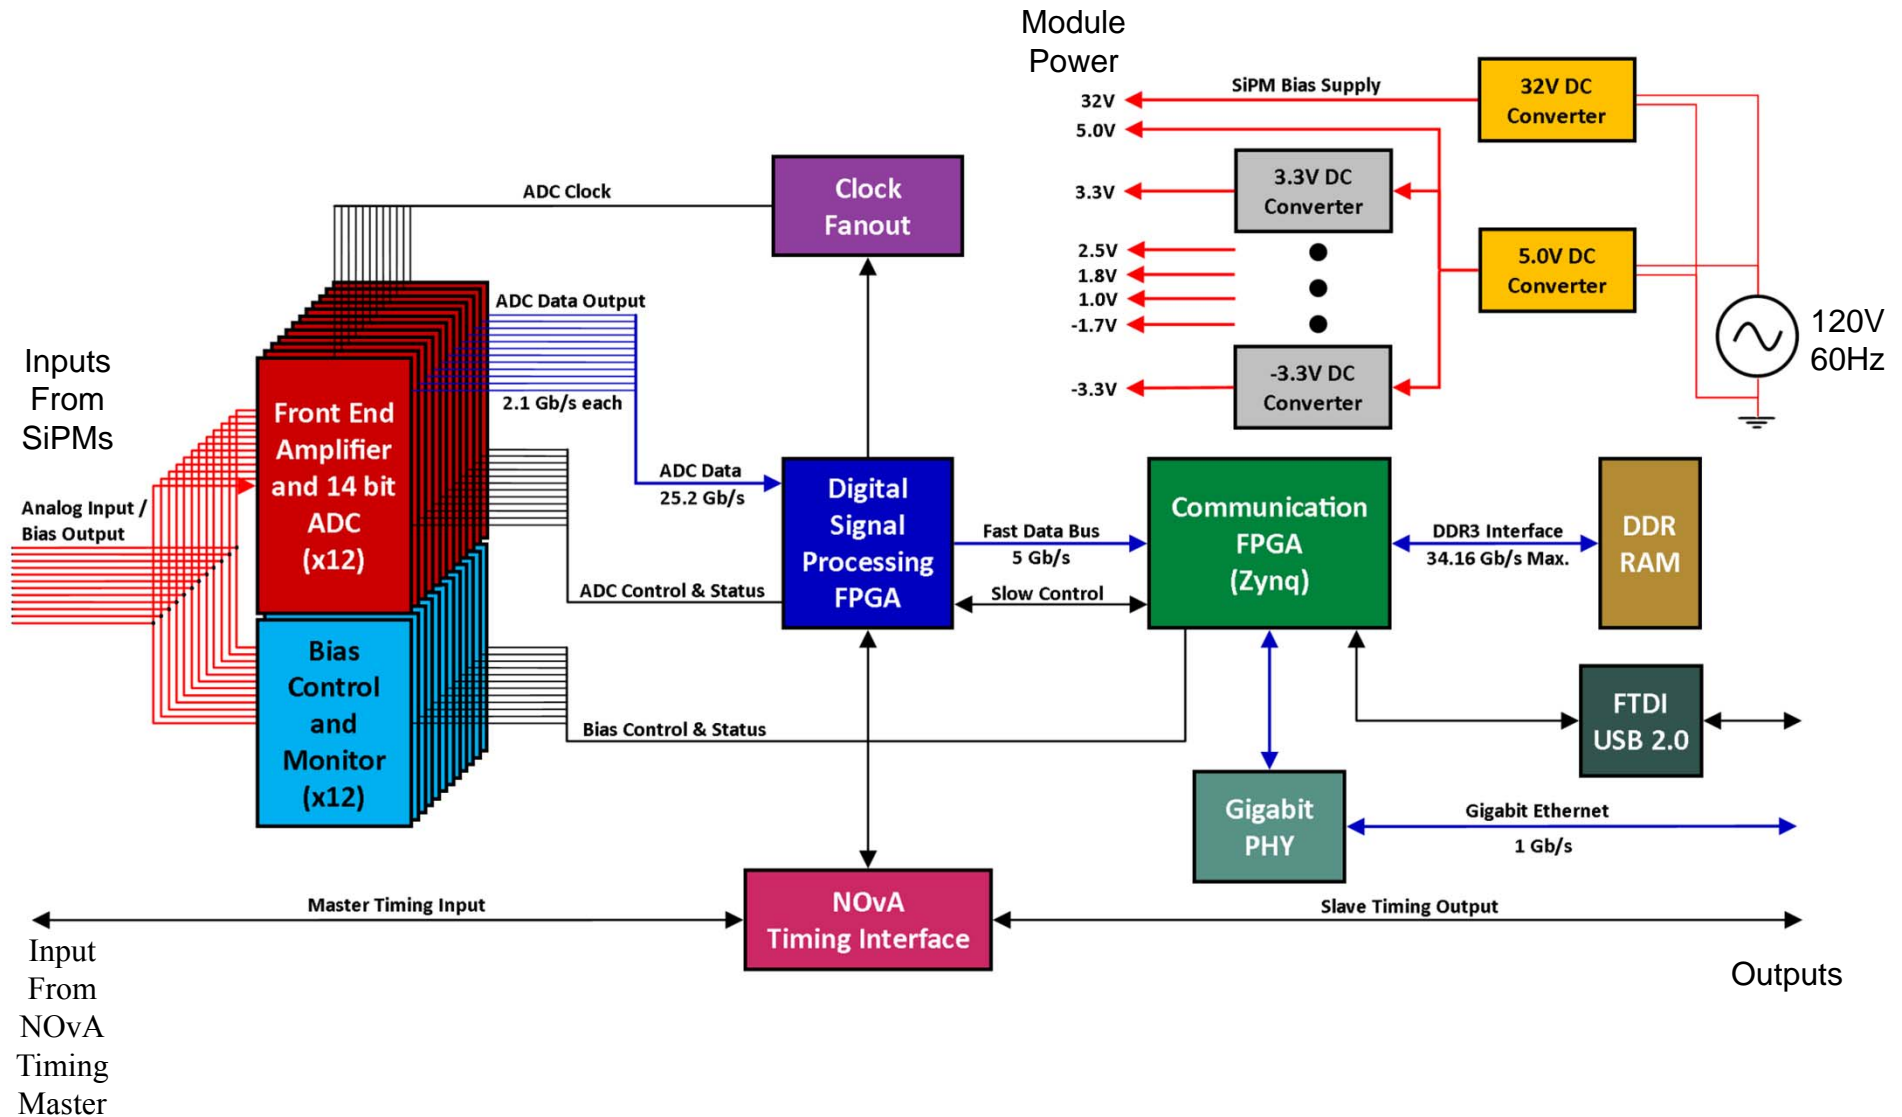 Module
Power
SiPM Bias Supply
32V
5.0V
3.3V
2.5V
1.8V
1.0V
-1.7V
-3.3V
32V DC
Converter
3.3V DC
Converter
5.0V DC
Converter
-3.3V DC
Converter
120V
60Hz
ADC Clock
Clock
Fanout
ADC Data Output
2.1 Gb/s each
Inputs
From
SiPMs
Analog Input /
Bias Output
Front End
Amplifier
and 14 bit
ADC
(x12)
ADC Data
25.2 Gb/s
Digital
Signal
Processing
FPGA
Fast Data Bus
5 Gb/s
Slow Control
Communication
FPGA
(Zynq)
DDR3 Interface
34.16 Gb/s Max.
DDR
RAM
ADC Control & Status
Bias
Control
and
Monitor
(x12)
Bias Control & Status
FTDI
USB 2.0
Gigabit
PHY
Gigabit Ethernet
1 Gb/s
Master Timing Input
NOvA
Timing Interface
Slave Timing Output
Input
From
NOvA
Timing
Master
Outputs